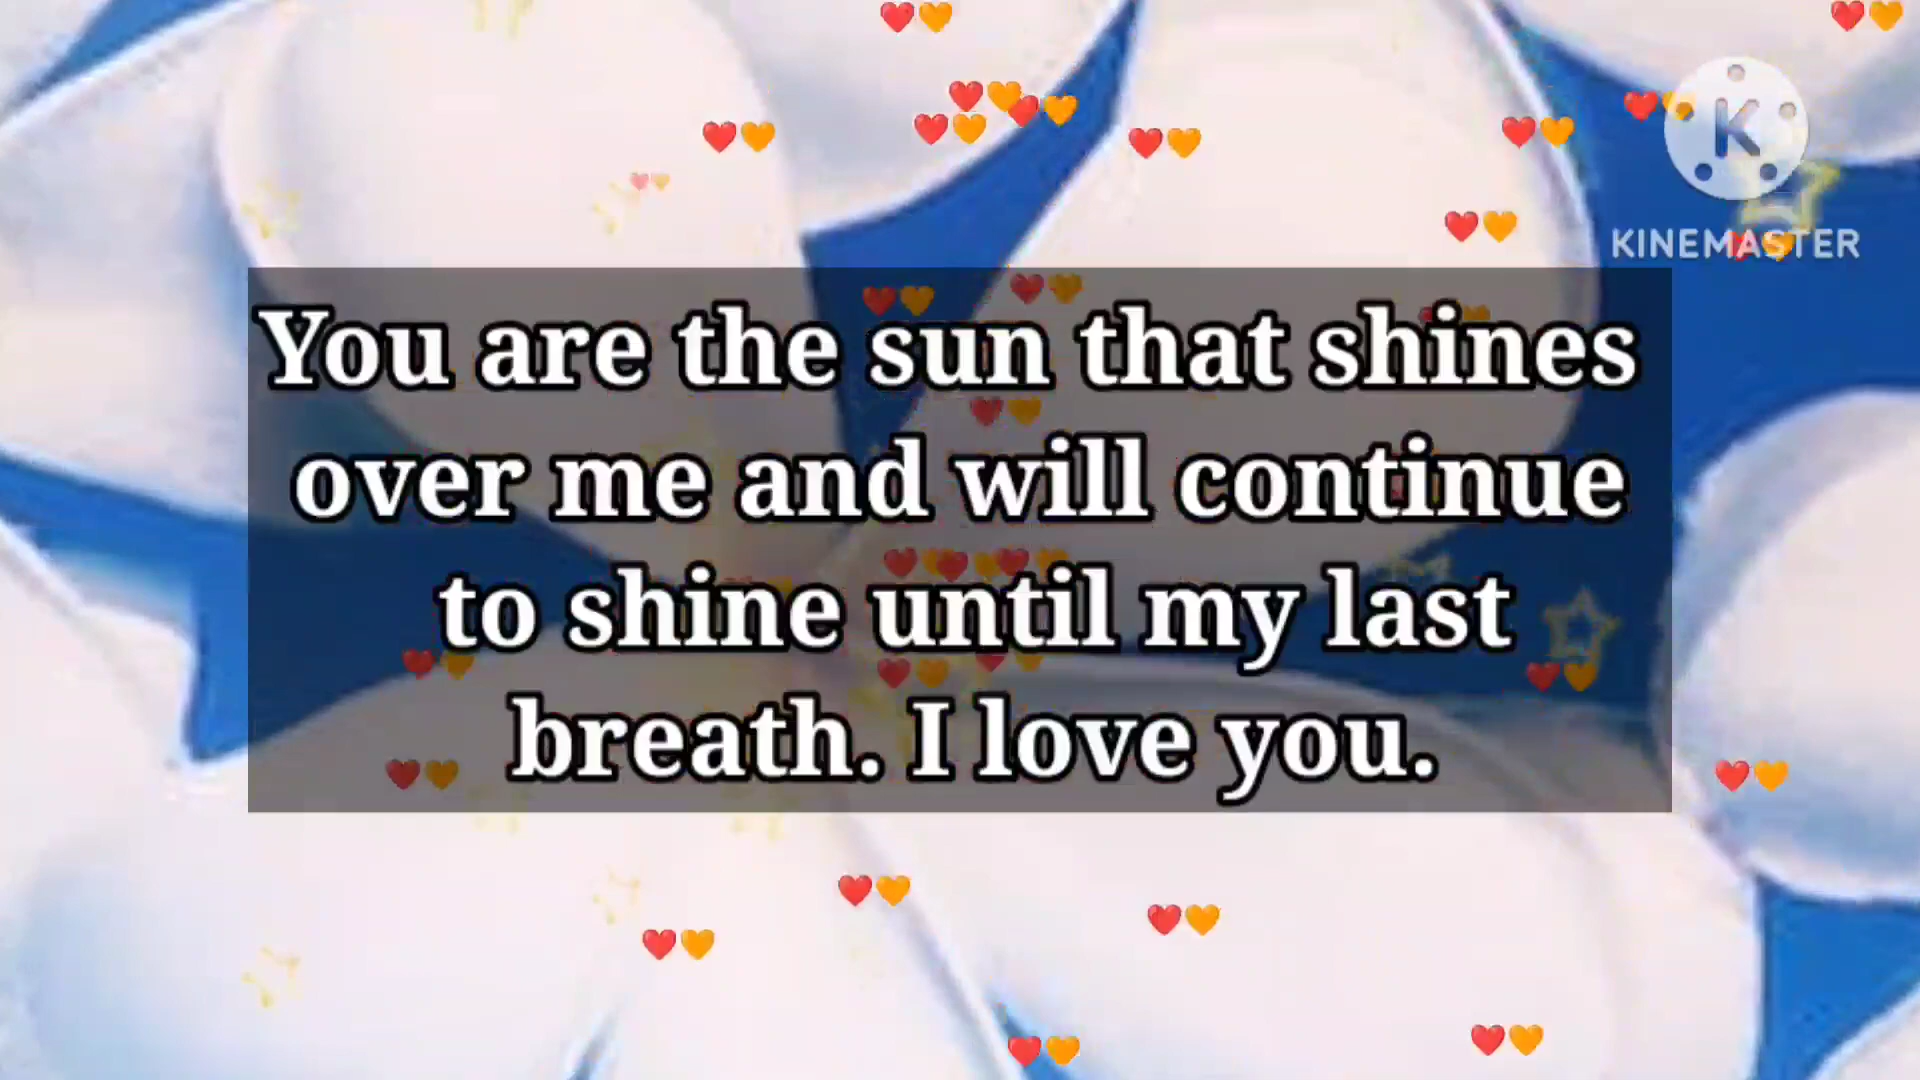 K
KINEMASTER
You are the sun that shines
over me and will continue
to shine until my last
breath. I love you.